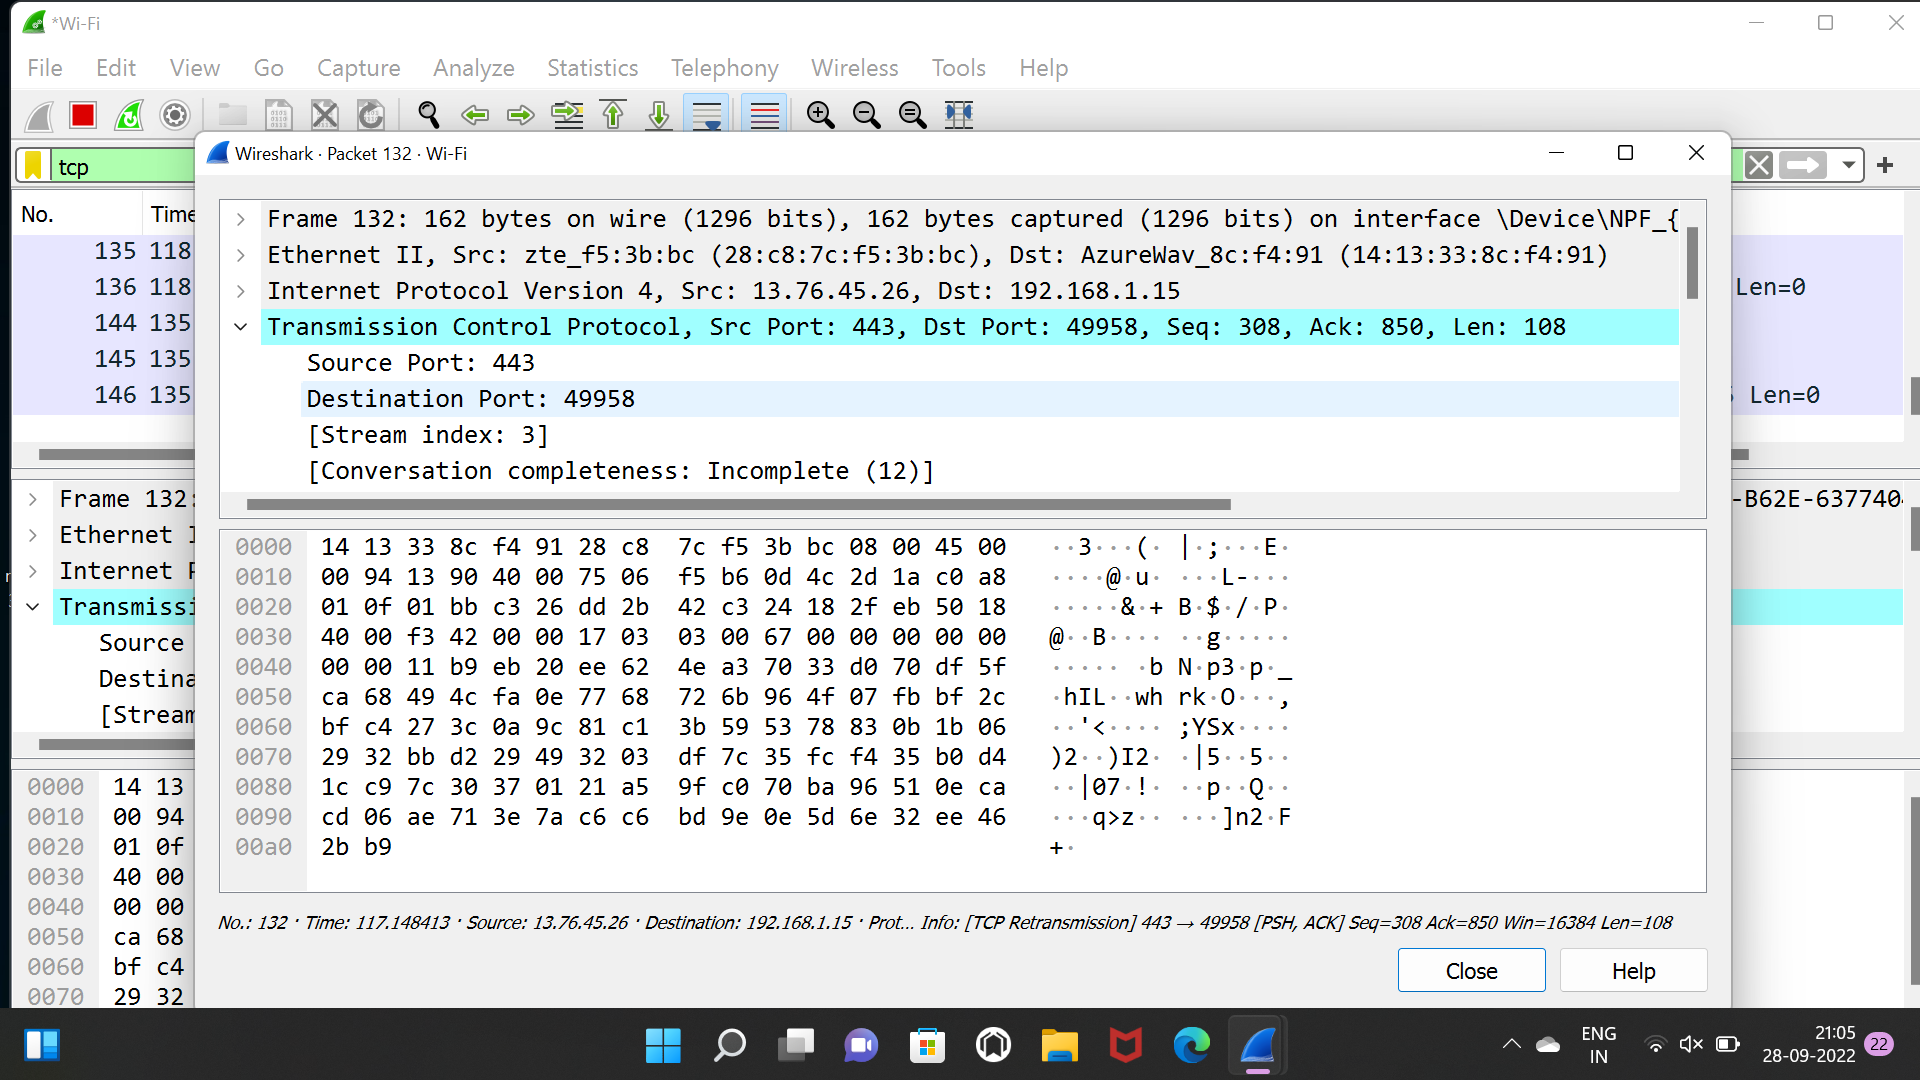 *Wi-Fi
File Edit View Go Capture Analyze Statistics Telephony Wireless Tools Help
Wireshark · Packet 132 · Wi-Fi
tcp
No. Time
135 118
136 118 Len=0
144 135
145 135
146 135 Len=0
Frame 132: 162 bytes on wire (1296 bits), 162 bytes captured (1296 bits) on interface \Device\NPF_{
Ethernet II, Src: zte_f5:3b:bc (28:c8:7c:f5:3b:bc), Dst: AzureWav_8c:f4:91 (14:13:33:8c:f4:91)
Internet Protocol Version 4, Src: 13.76.45.26, Dst: 192.168.1.15
Transmission Control Protocol, Src Port: 443, Dst Port: 49958, Seq: 308, Ack: 850, Len: 108
Source Port: 443
Destination Port: 49958
[Stream index: 3]
[Conversation completeness: Incomplete (12)]
Frame 132: -B62E-637740
Ethernet
Internet
Transmissi
Source
Destina
[Stream
0000 14 13 33 8c f4 91 28 c8 7c f5 3b bc 08 00 45 00 ··3···(· |·;···E·
0010 00 94 13 90 40 00 75 06 f5 b6 0d 4c 2d 1a c0 a8 ····@·u· ···L-···
0020 01 0f 01 bb c3 26 dd 2b 42 c3 24 18 2f eb 50 18 ·····&·+ B·$·/·P·
0030 40 00 f3 42 00 00 17 03 03 00 67 00 00 00 00 00 @··B···· ··g·····
0040 00 00 11 b9 eb 20 ee 62 4e a3 70 33 d0 70 df 5f ····· ·b N·p3·p·_
0050 ca 68 49 4c fa 0e 77 68 72 6b 96 4f 07 fb bf 2c ·hIL··wh rk·O···,
0060 bf c4 27 3c 0a 9c 81 c1 3b 59 53 78 83 0b 1b 06 ··'<···· ;YSx····
0070 29 32 bb d2 29 49 32 03 df 7c 35 fc f4 35 b0 d4 )2··)I2· ·|5··5··
0080 1c c9 7c 30 37 01 21 a5 9f c0 70 ba 96 51 0e ca ··|07·!· ··p··Q··
0090 cd 06 ae 71 3e 7a c6 c6 bd 9e 0e 5d 6e 32 ee 46 ···q>z·· ···]n2·F
00a0 2b b9 +·
0000 14 13
0010 00 94
0020 01 0f
0030 40 00
0040 00 00
0050 ca 68
0060 bf c4
0070 29 32
No.: 132 · Time: 117.148413 · Source: 13.76.45.26 · Destination: 192.168.1.15 · Prot... Info: [TCP Retransmission] 443 → 49958 [PSH, ACK] Seq=308 Ack=850 Win=16384 Len=108
Close Help
ENG
IN
21:05
28-09-2022
22